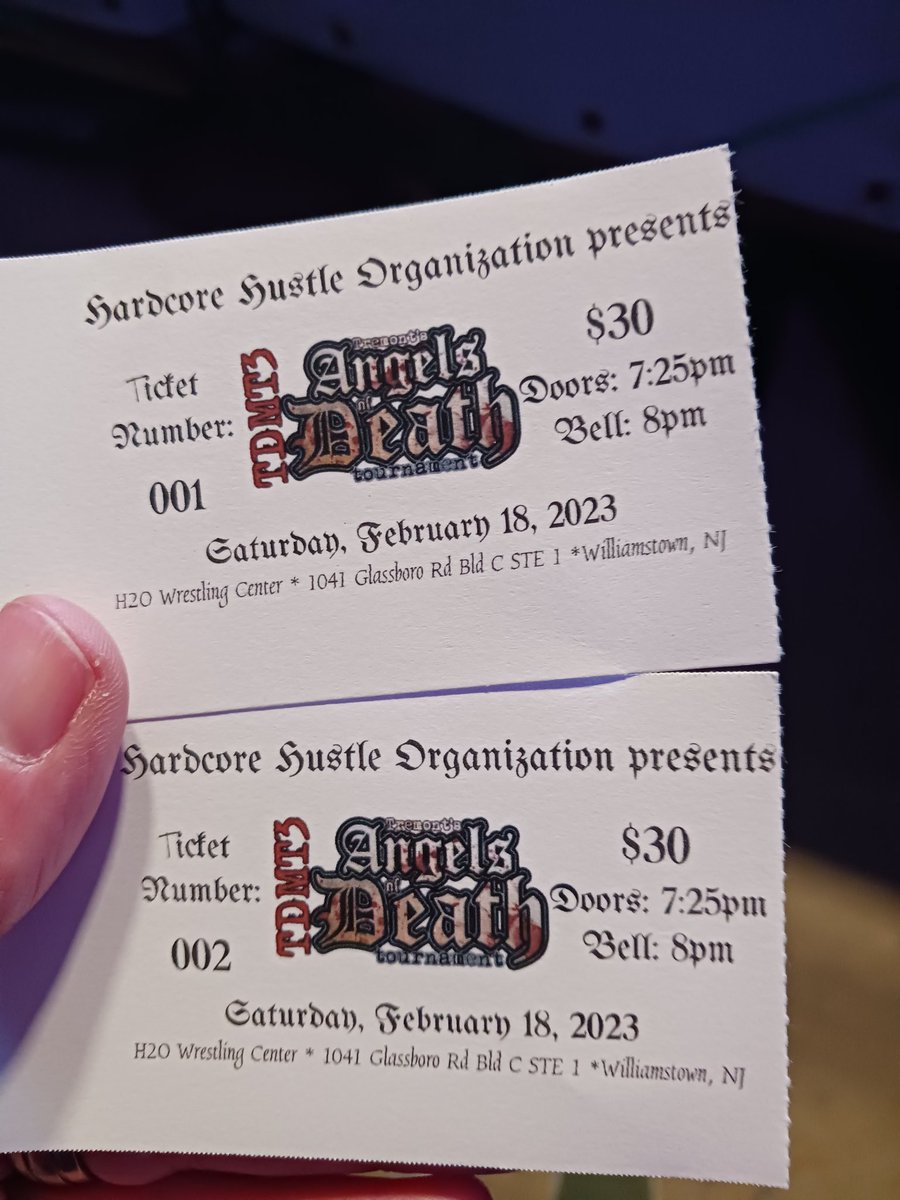 Hardcore Hustle Organization presents
Ticket
Number:
001
TDMT3
Tremont's
Angels
of
Death
tournament
$30
Doors: 7:25pm
Bell: 8pm
Saturday, February 18, 2023
H2O Wrestling Center * 1041 Glassboro Rd Bld C STE 1 *Williamstown, NJ
Hardcore Hustle Organization presents
Ticket
Number:
002
TDMT3
Tremont's
Angels
of
Death
tournament
$30
Doors: 7:25pm
Bell: 8pm
Saturday, February 18, 2023
H2O Wrestling Center * 1041 Glassboro Rd Bld C STE 1 *Williamstown, NJ